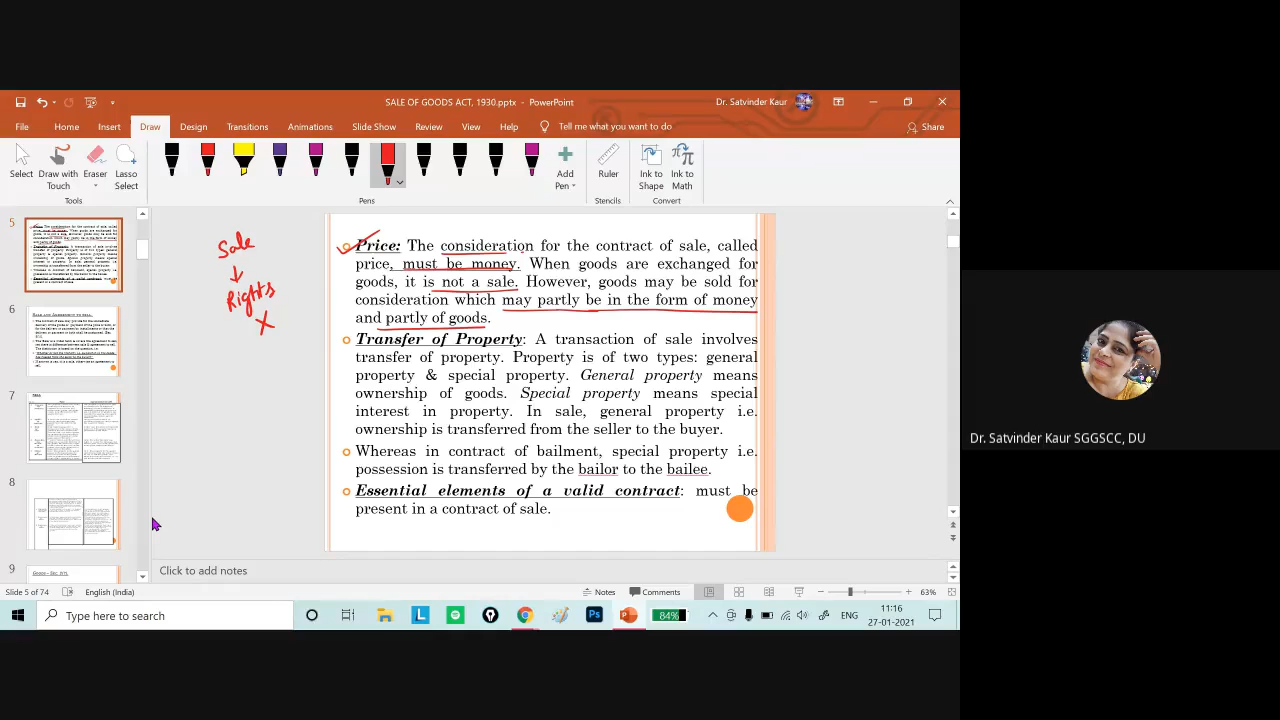 SALE OF GOODS ACT, 1930.pptx - PowerPoint
Dr. Satvinder Kaur
File Home Insert Draw Design Transitions Animations Slide Show Review View Help Tell me what you want to do Share
Select Draw with Touch Eraser Lasso Select Add Pen Ruler Ink to Shape Ink to Math
Tools Pens Stencils Convert
5
6
7
8
9
Sale
Rights
X
Price: The consideration for the contract of sale, called
price, must be money. When goods are exchanged for
goods, it is not a sale. However, goods may be sold for
consideration which may partly be in the form of money
and partly of goods.
Transfer of Property: A transaction of sale involves
transfer of property. Property is of two types: general
property & special property. General property means
ownership of goods. Special property means special
interest in property. In sale, general property i.e.
ownership is transferred from the seller to the buyer.
Whereas in contract of bailment, special property i.e.
possession is transferred by the bailor to the bailee.
Essential elements of a valid contract: must be
present in a contract of sale.
Click to add notes
Slide 5 of 74 English (India) Notes Comments 63%
Type here to search
84%
ENG
11:16
27-01-2021
Dr. Satvinder Kaur SGGSCC, DU